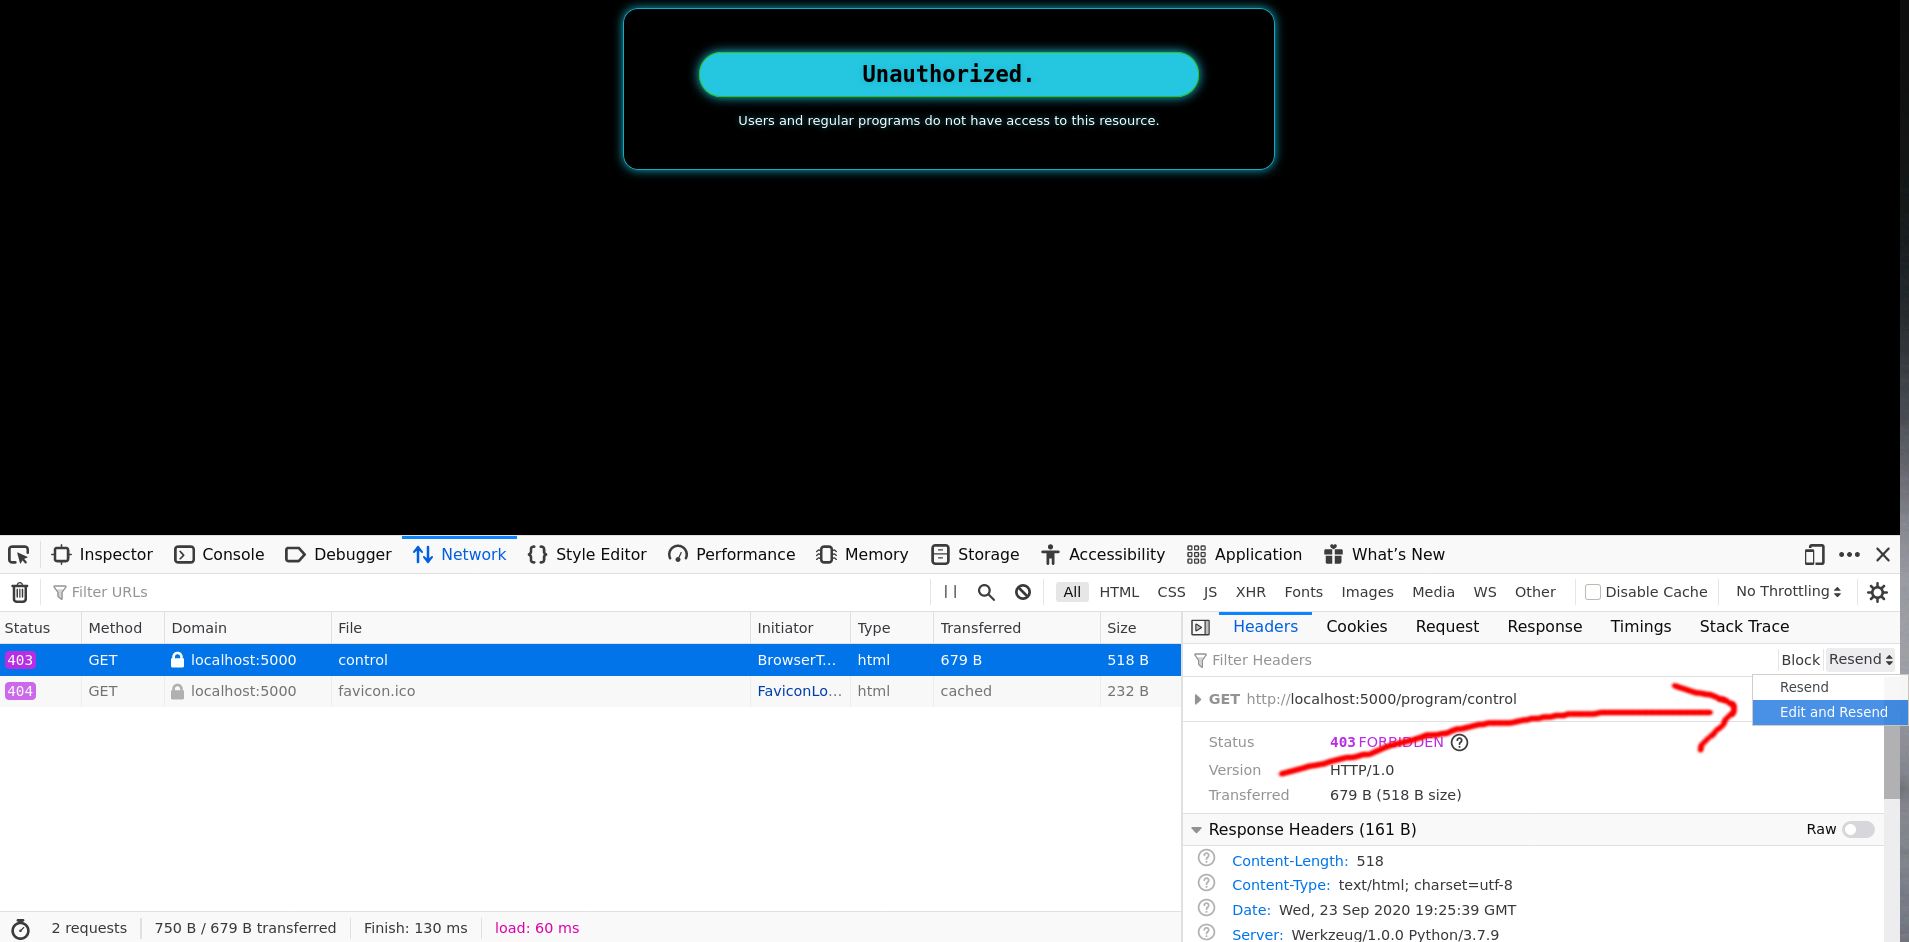 Unauthorized.
Users and regular programs do not have access to this resource.
Inspector Console Debugger Network Style Editor Performance Memory Storage Accessibility Application What's New
Filter URLs All HTML CSS JS XHR Fonts Images Media WS Other Disable Cache No Throttling
Status Method Domain File Initiator Type Transferred Size
403 GET localhost:5000 control BrowserT... html 679 B 518 B
404 GET localhost:5000 favicon.ico FaviconLo... html cached 232 B
Headers Cookies Request Response Timings Stack Trace
Filter Headers Block Resend
Resend
Edit and Resend
GET http://localhost:5000/program/control
Status 403 FORBIDDEN
Version HTTP/1.0
Transferred 679 B (518 B size)
Response Headers (161 B) Raw
Content-Length: 518
Content-Type: text/html; charset=utf-8
Date: Wed, 23 Sep 2020 19:25:39 GMT
Server: Werkzeug/1.0.0 Python/3.7.9
2 requests 750 B / 679 B transferred Finish: 130 ms load: 60 ms